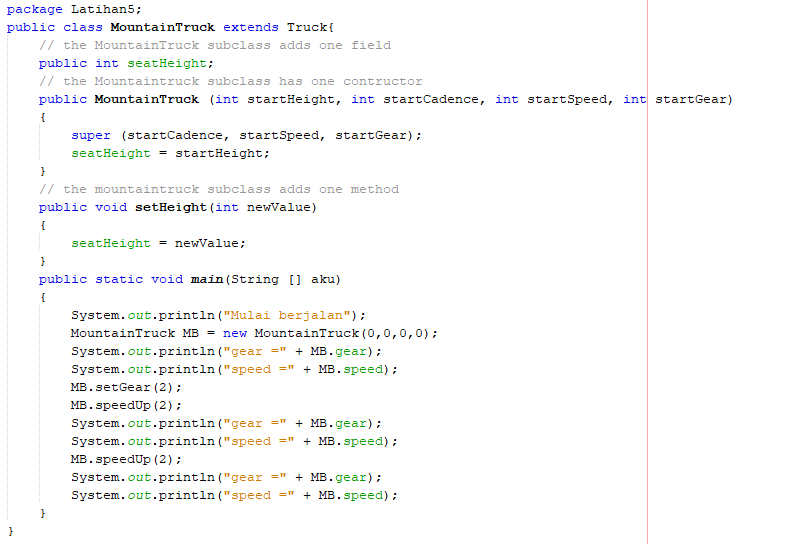 package Latihan5;
public class MountainTruck extends Truck{
    // the MountainTruck subclass adds one field
    public int seatHeight;
    // the Mountaintruck subclass has one contructor
    public MountainTruck (int startHeight, int startCadence, int startSpeed, int startGear)
    {
        super (startCadence, startSpeed, startGear);
        seatHeight = startHeight;
    }
    // the mountaintruck subclass adds one method
    public void setHeight(int newValue)
    {
        seatHeight = newValue;
    }
    public static void main(String [] aku)
    {
        System.out.println("Mulai berjalan");
        MountainTruck MB = new MountainTruck(0,0,0,0);
        System.out.println("gear =" + MB.gear);
        System.out.println("speed =" + MB.speed);
        MB.setGear(2);
        MB.speedUp(2);
        System.out.println("gear =" + MB.gear);
        System.out.println("speed =" + MB.speed);
        MB.speedUp(2);
        System.out.println("gear =" + MB.gear);
        System.out.println("speed =" + MB.speed);
    }
}